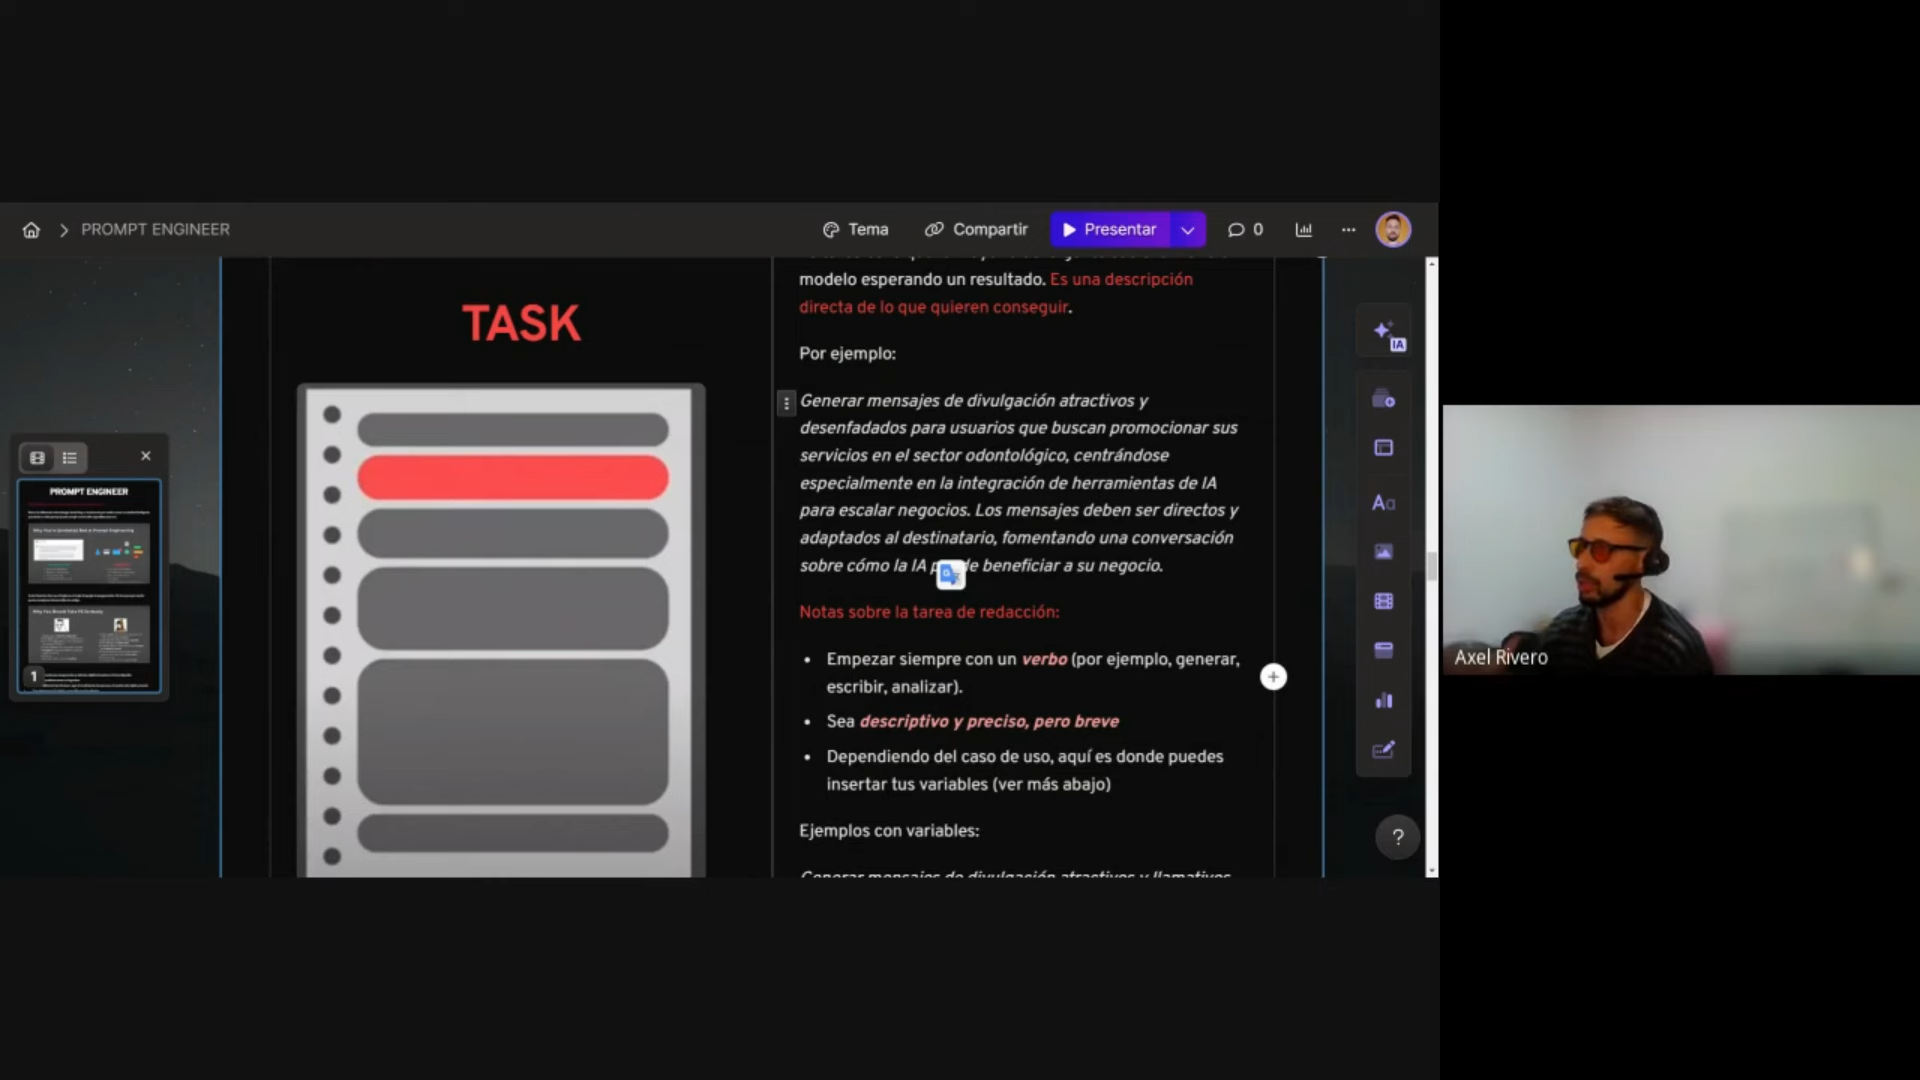 PROMPT ENGINEER
Tema
Compartir
Presentar
0
TASK
modelo esperando un resultado. Es una descripción
directa de lo que quieren conseguir.
Por ejemplo:
Generar mensajes de divulgación atractivos y
desenfadados para usuarios que buscan promocionar sus
servicios en el sector odontológico, centrándose
especialmente en la integración de herramientas de IA
para escalar negocios. Los mensajes deben ser directos y
adaptados al destinatario, fomentando una conversación
sobre cómo la IA beneficiar a su negocio.
Notas sobre la tarea de redacción:
• Empezar siempre con un verbo (por ejemplo, generar,
escribir, analizar).
• Sea descriptivo y preciso, pero breve
• Dependiendo del caso de uso, aquí es donde puedes
insertar tus variables (ver más abajo)
Ejemplos con variables:
Generar mensajes de divulgación atractivos y llamativos
PROMPT ENGINEER
1
IA
Aa
?
Axel Rivero